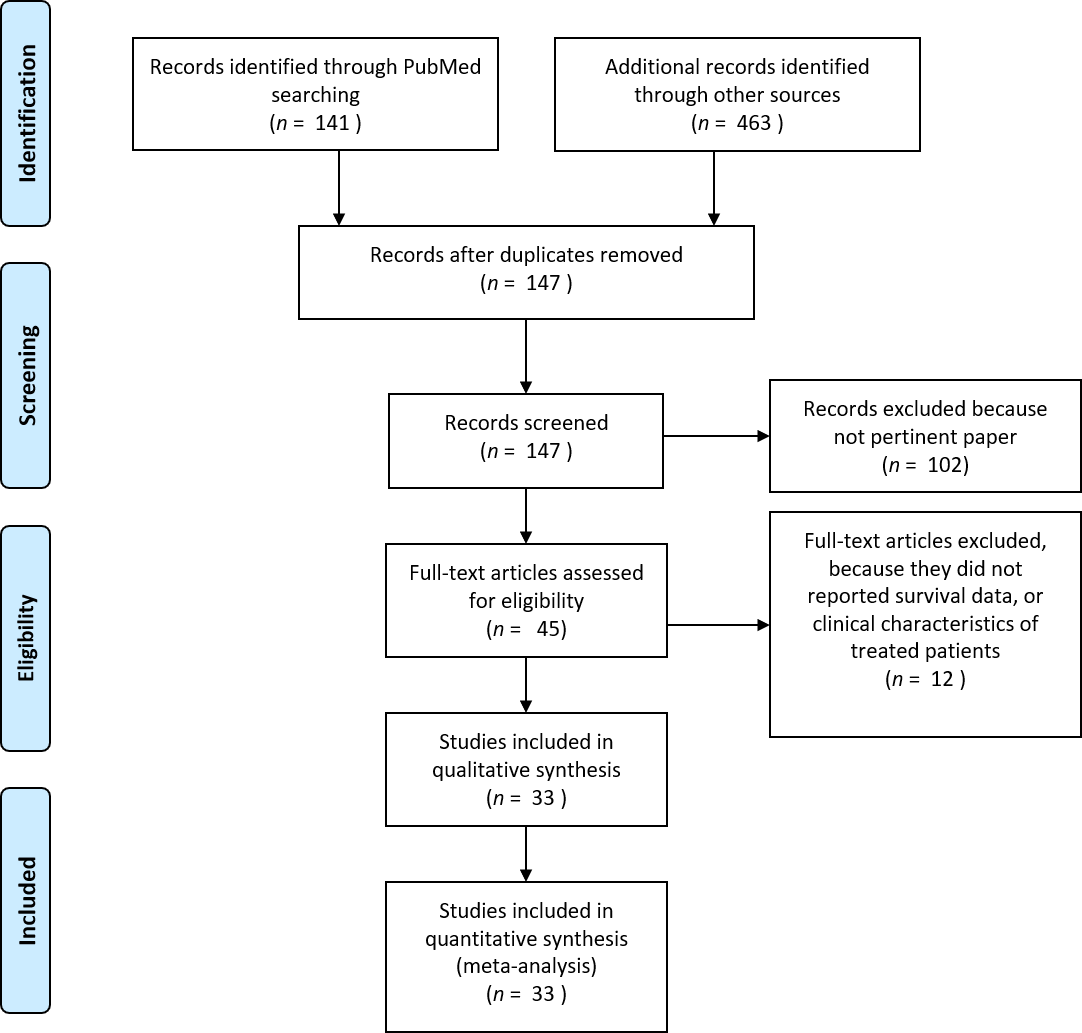 Identification
Records identified through PubMed
searching
(n = 141 )
Additional records identified
through other sources
(n = 463 )
Records after duplicates removed
(n = 147 )
Screening
Records screened
(n = 147 )
Records excluded because
not pertinent paper
(n = 102)
Eligibility
Full-text articles assessed
for eligibility
(n = 45)
Full-text articles excluded,
because they did not
reported survival data, or
clinical characteristics of
treated patients
(n = 12 )
Studies included in
qualitative synthesis
(n = 33 )
Included
Studies included in
quantitative synthesis
(meta-analysis)
(n = 33 )